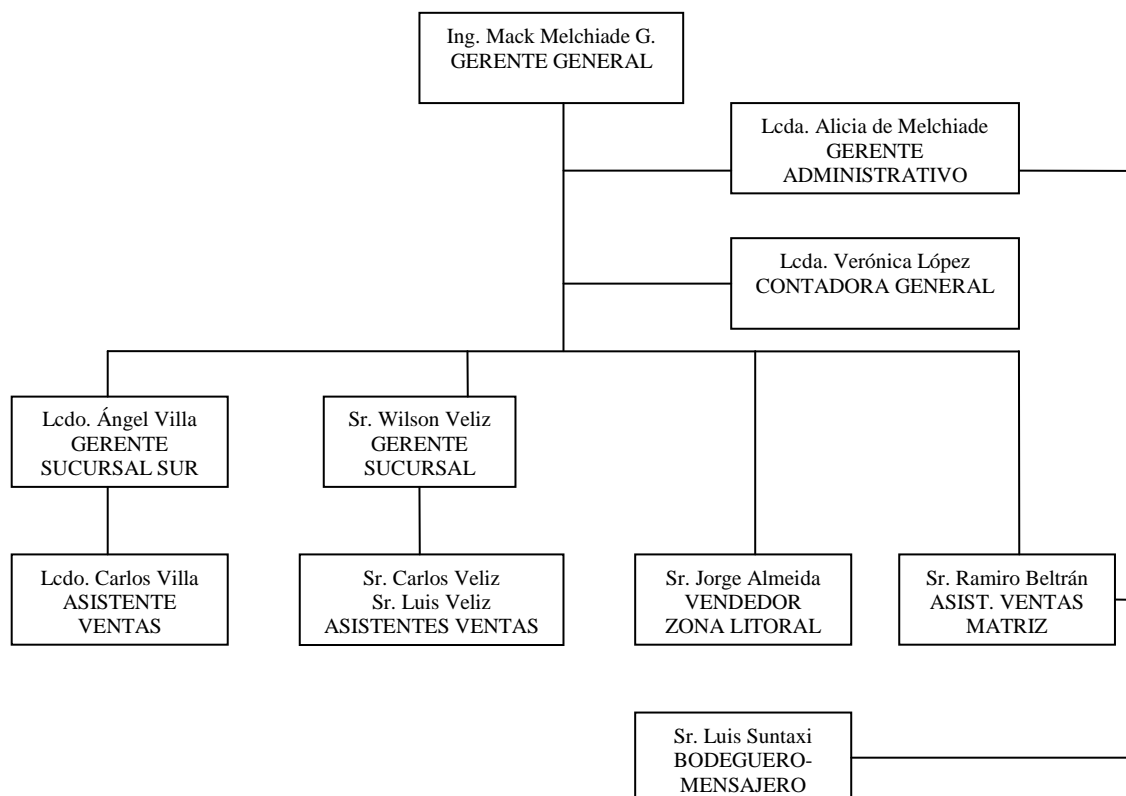 Ing. Mack Melchiade G.
GERENTE GENERAL
Lcda. Alicia de Melchiade
GERENTE
ADMINISTRATIVO
Lcda. Verónica López
CONTADORA GENERAL
Lcdo. Ángel Villa
GERENTE
SUCURSAL SUR
Sr. Wilson Veliz
GERENTE
SUCURSAL
Lcdo. Carlos Villa
ASISTENTE
VENTAS
Sr. Carlos Veliz
Sr. Luis Veliz
ASISTENTES VENTAS
Sr. Jorge Almeida
VENDEDOR
ZONA LITORAL
Sr. Ramiro Beltrán
ASIST. VENTAS
MATRIZ
Sr. Luis Suntaxi
BODEGUERO-
MENSAJERO